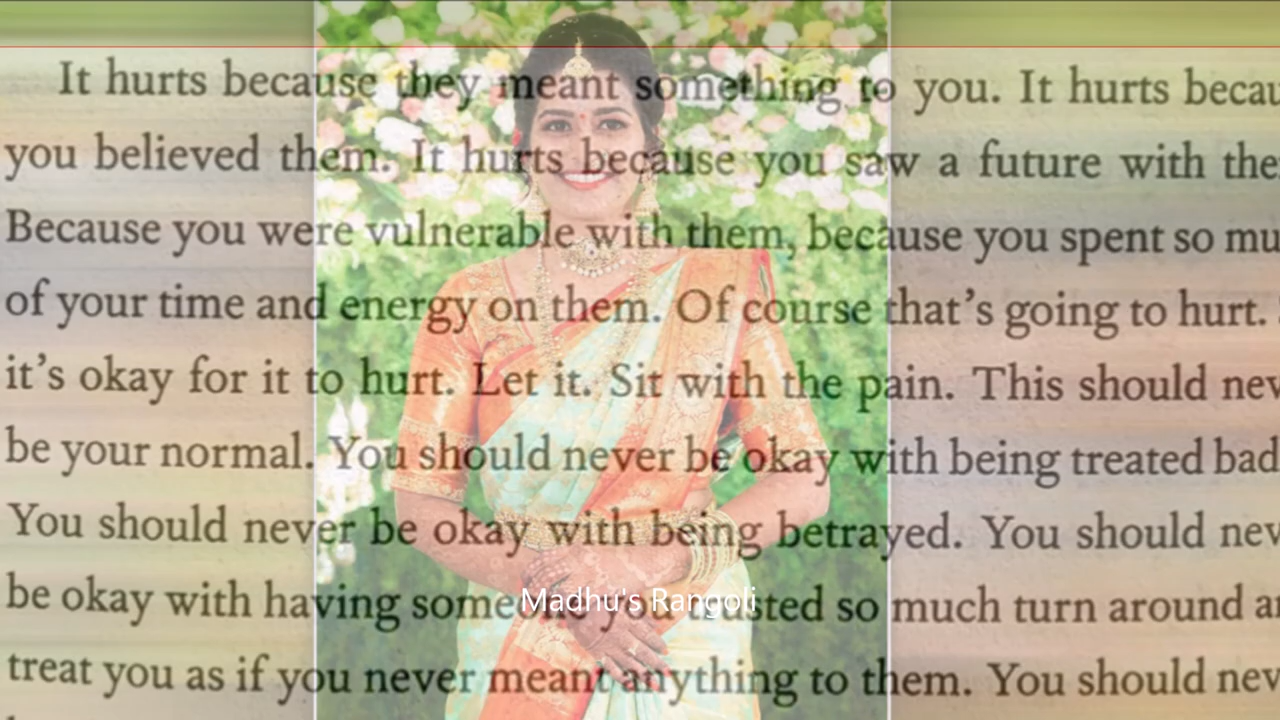 It hurts because they meant something to you. It hurts becau
you believed them. It hurts because you saw a future with the
Because you were vulnerable with them, because you spent so mu
of your time and energy on them. Of course that’s going to hurt.
it’s okay for it to hurt. Let it. Sit with the pain. This should nev
be your normal. You should never be okay with being treated bad
You should never be okay with being betrayed. You should nev
be okay with having someone you trusted so much turn around an
Madhu's Rangoli
treat you as if you never meant anything to them. You should nev